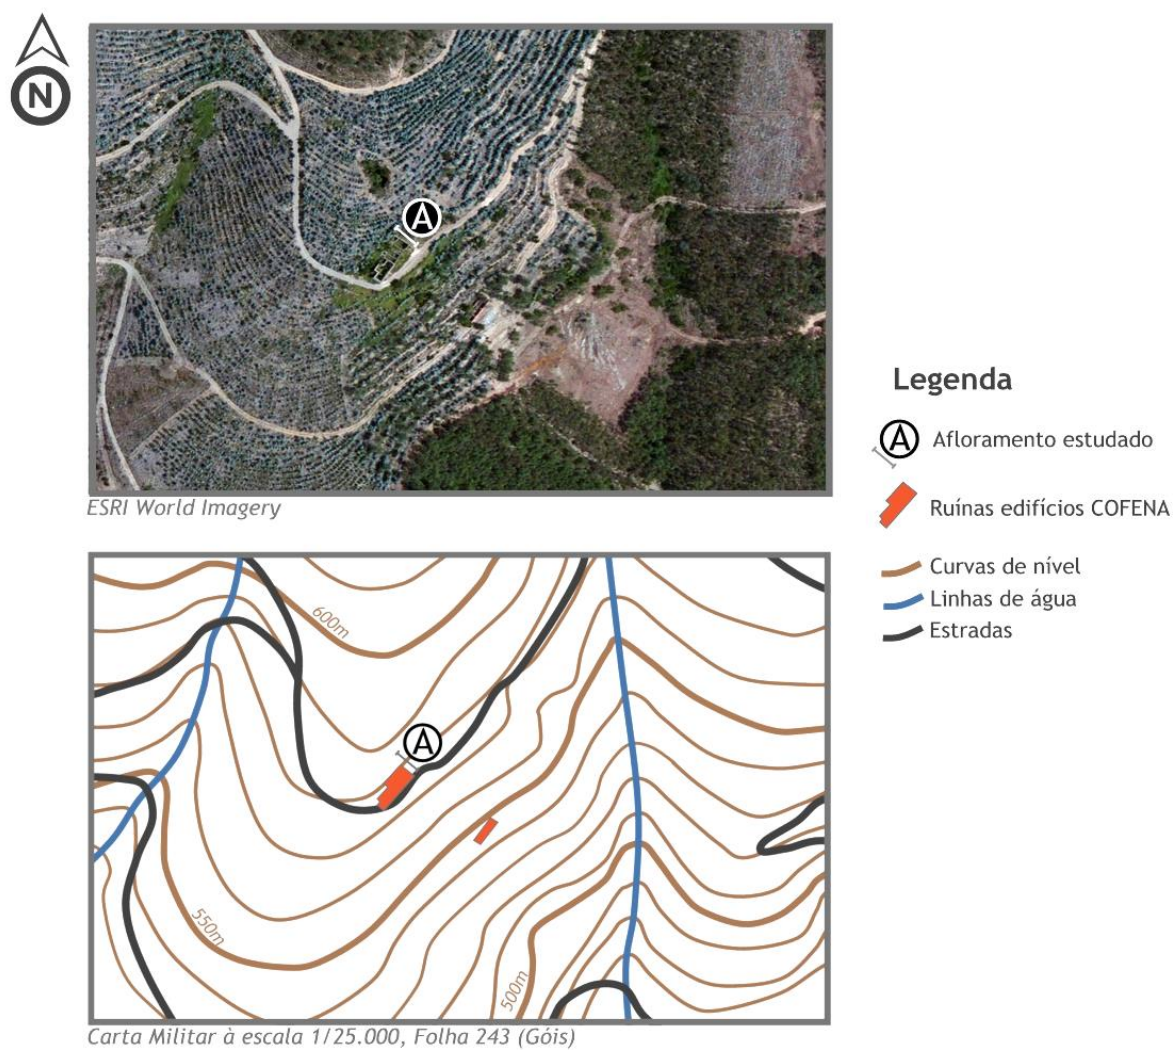 N
A
ESRI World Imagery
Legenda
A Afloramento estudado
Ruínas edifícios COFENA
Curvas de nível
Linhas de água
Estradas
600m
A
550m
500m
Carta Militar à escala 1/25.000, Folha 243 (Góis)